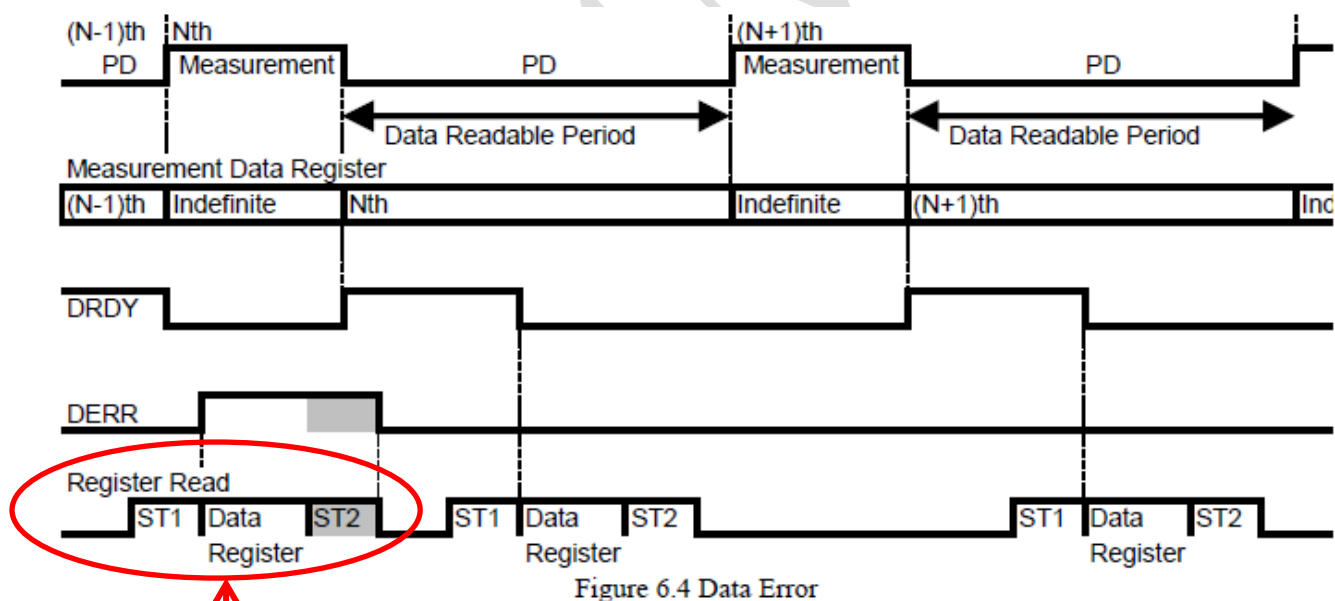 (N-1)th Nth (N+1)th
PD Measurement PD Measurement PD
Data Readable Period Data Readable Period
Measurement Data Register
(N-1)th Indefinite Nth Indefinite (N+1)th Ind
DRDY
DERR
Register Read
ST1 Data ST2 ST1 Data ST2 ST1 Data ST2
Register Register Register
Figure 6.4 Data Error